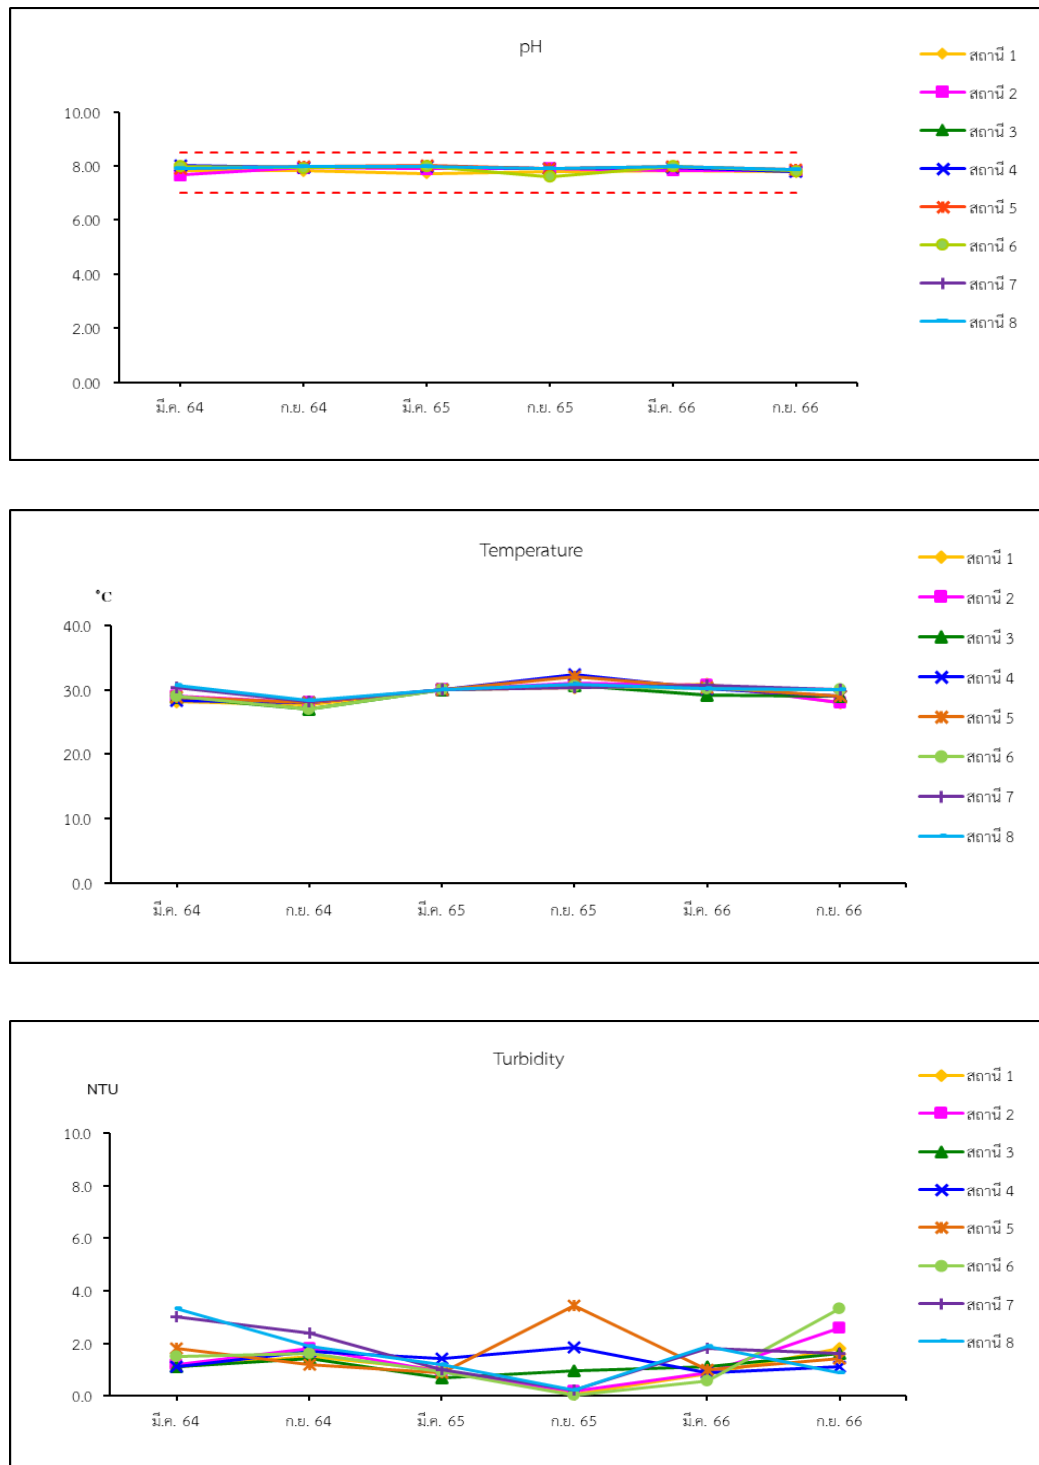 pH
10.00
8.00
6.00
4.00
2.00
0.00
มี.ค. 64 ก.ย. 64 มี.ค. 65 ก.ย. 65 มี.ค. 66 ก.ย. 66
สถานี 1
สถานี 2
สถานี 3
สถานี 4
สถานี 5
สถานี 6
สถานี 7
สถานี 8
Temperature
°C
40.0
30.0
20.0
10.0
0.0
มี.ค. 64 ก.ย. 64 มี.ค. 65 ก.ย. 65 มี.ค. 66 ก.ย. 66
สถานี 1
สถานี 2
สถานี 3
สถานี 4
สถานี 5
สถานี 6
สถานี 7
สถานี 8
Turbidity
NTU
10.0
8.0
6.0
4.0
2.0
0.0
มี.ค. 64 ก.ย. 64 มี.ค. 65 ก.ย. 65 มี.ค. 66 ก.ย. 66
สถานี 1
สถานี 2
สถานี 3
สถานี 4
สถานี 5
สถานี 6
สถานี 7
สถานี 8